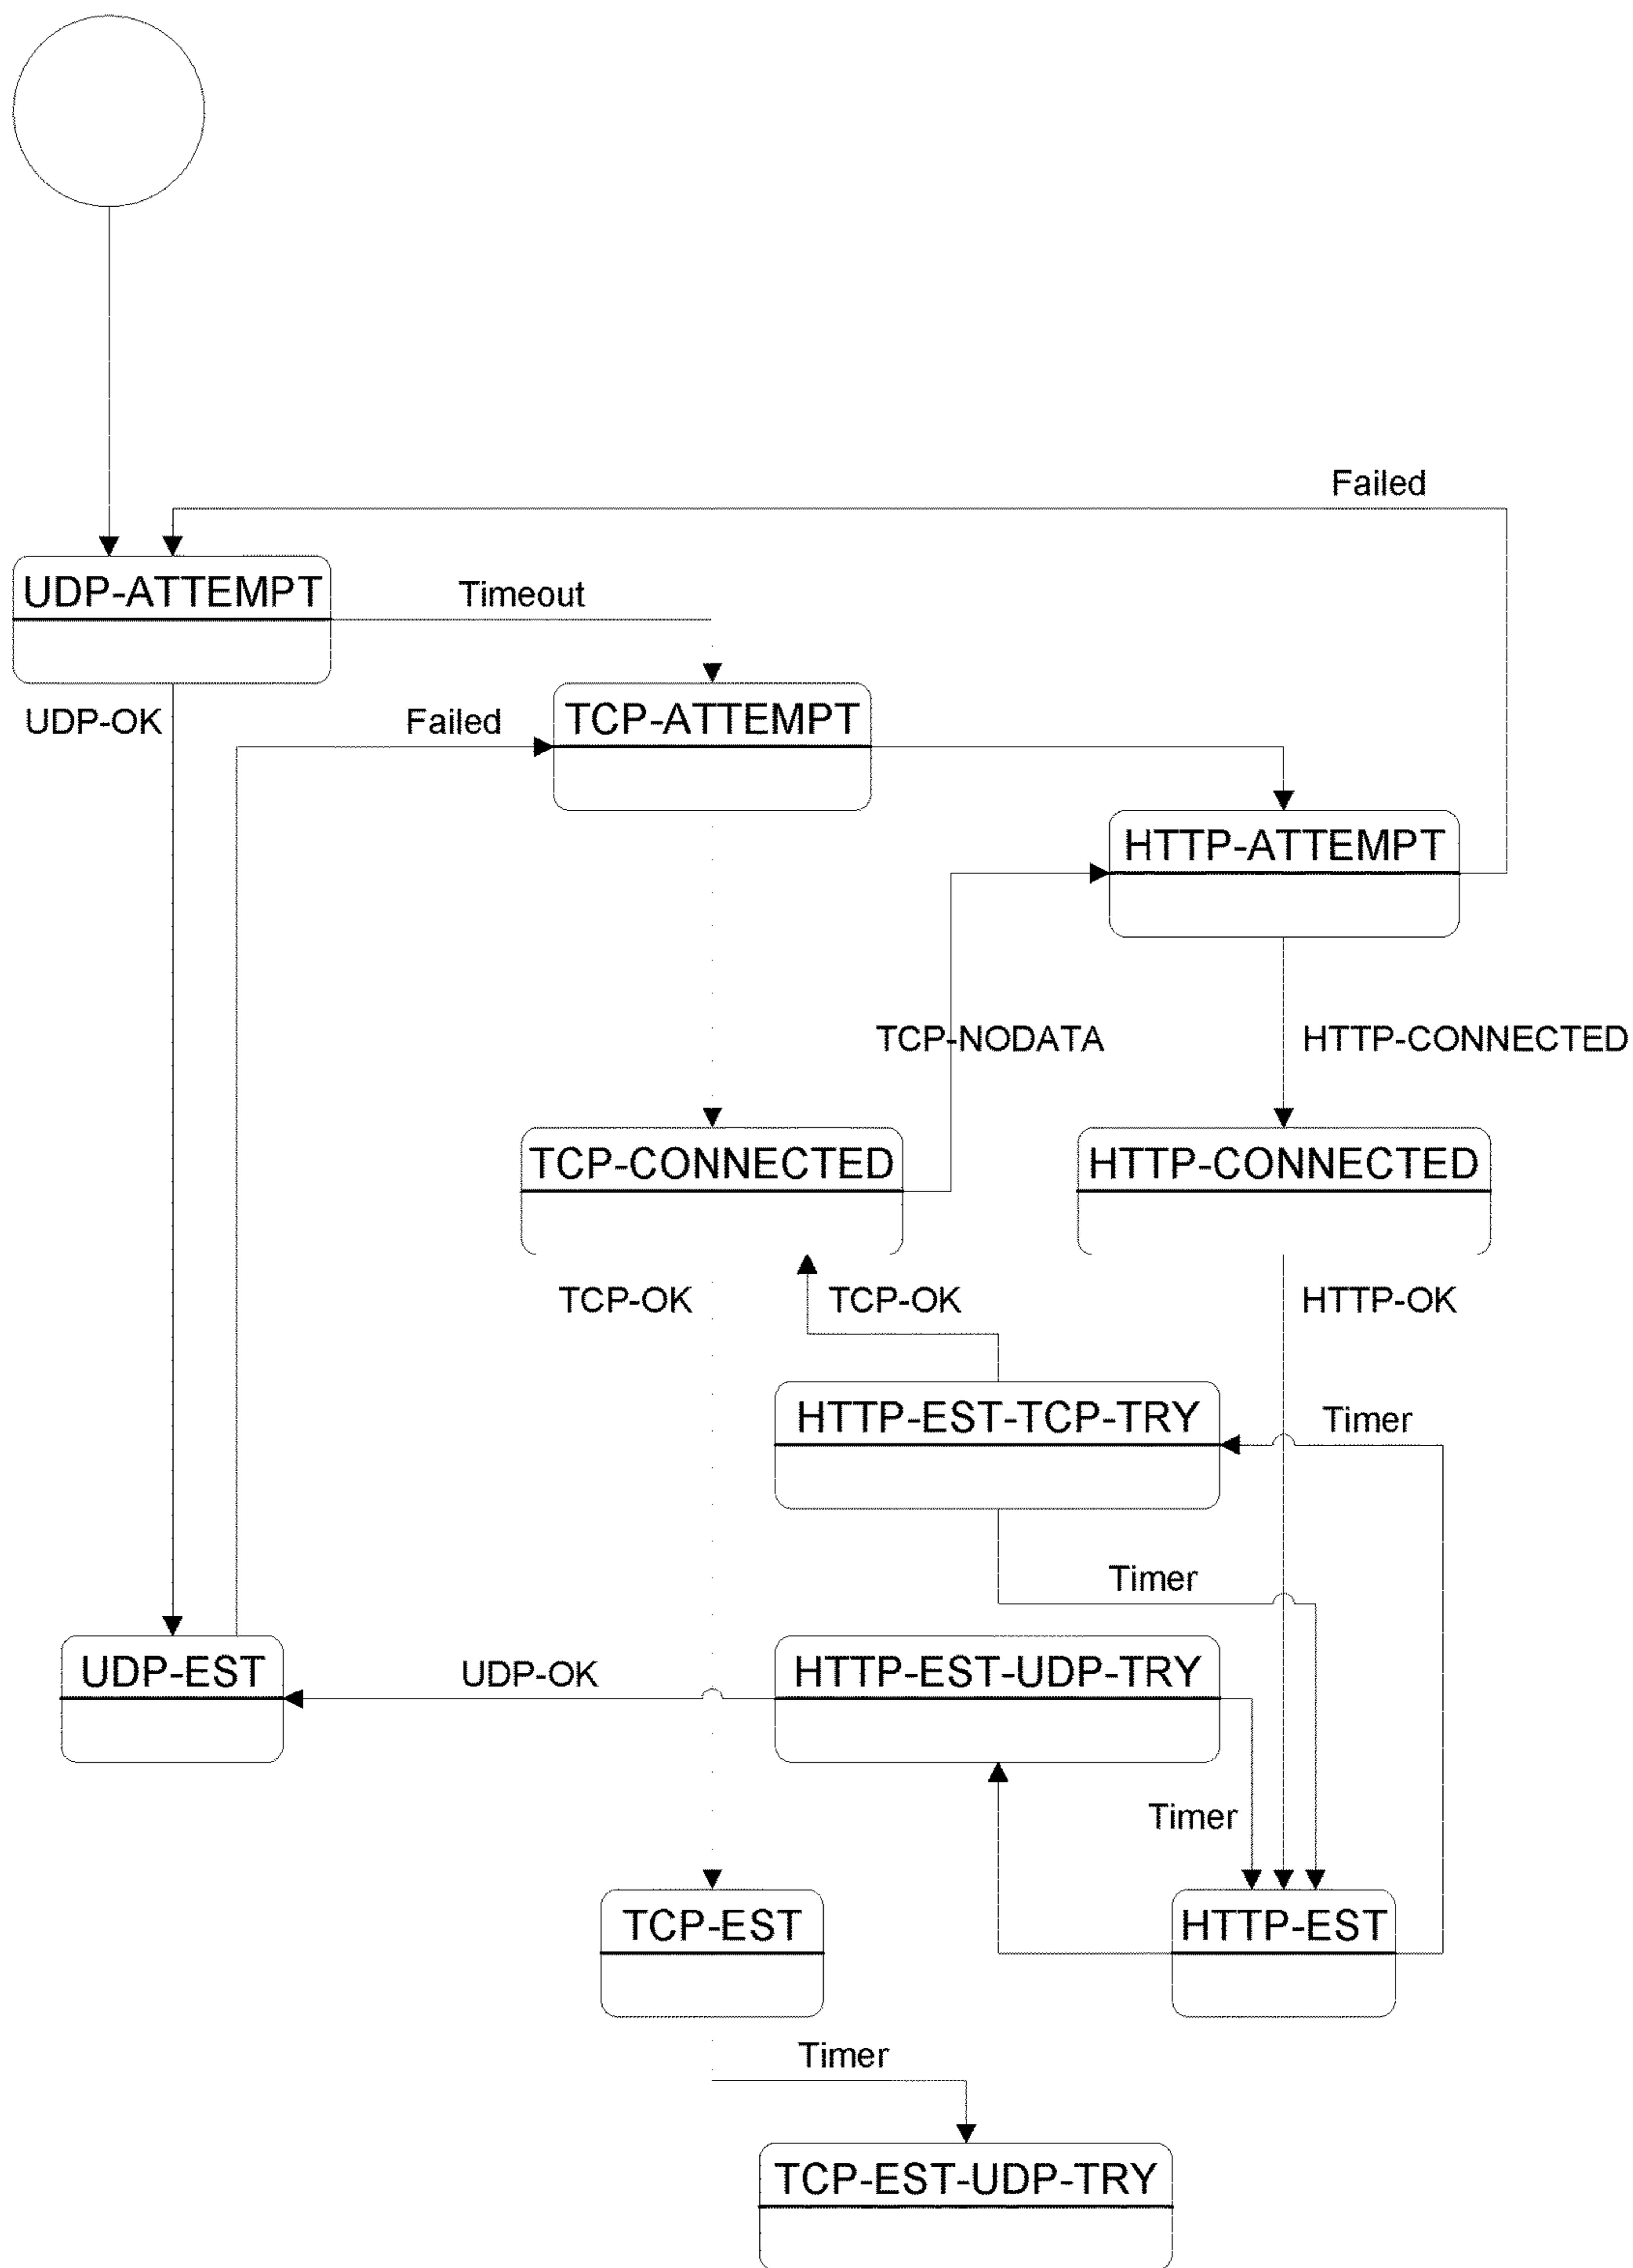 Failed
UDP-ATTEMPT
Timeout
UDP-OK
Failed
TCP-ATTEMPT
HTTP-ATTEMPT
TCP-NODATA
HTTP-CONNECTED
TCP-CONNECTED
HTTP-CONNECTED
TCP-OK
TCP-OK
HTTP-OK
HTTP-EST-TCP-TRY
Timer
Timer
UDP-EST
UDP-OK
HTTP-EST-UDP-TRY
Timer
TCP-EST
HTTP-EST
Timer
TCP-EST-UDP-TRY